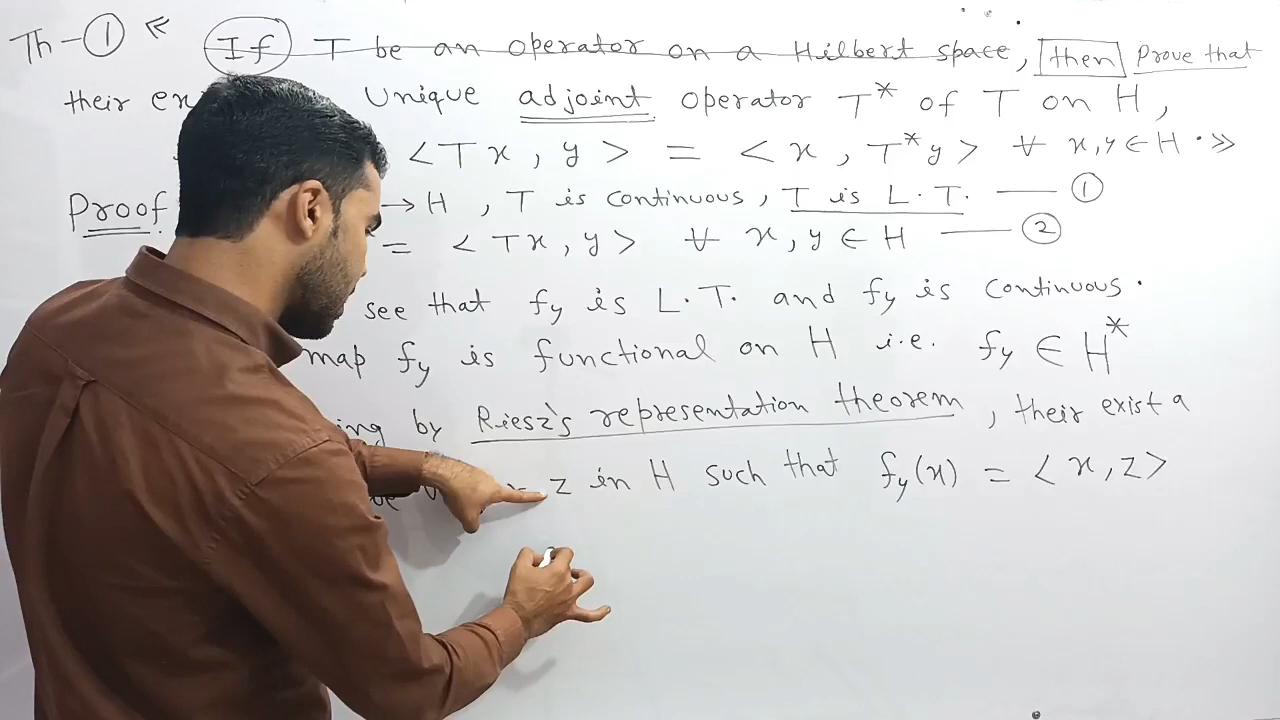 Th-① ≪ If T be an operator on a Hilbert space, then prove that
their unique adjoint operator T* of T on H,
<Tx, y> = <x, T*y> ∀ x,y ∈ H . ≫
Proof → H , T is continuous, T is L.T. —— ①
= <Tx, y> ∀ x, y ∈ H —— ②
see that fy is L.T. and fy is continuous.
map fy is functional on H i.e. fy ∈ H*
by Riesz's representation theorem , their exist a
z in H such that fy(x) = <x, z>